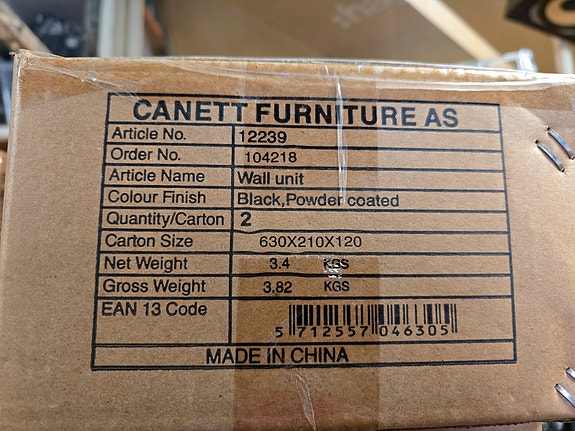 CANETT FURNITURE AS
Article No. 12239
Order No. 104218
Article Name Wall unit
Colour Finish Black,Powder coated
Quantity/Carton 2
Carton Size 630X210X120
Net Weight 3.4 KGS
Gross Weight 3.82 KGS
EAN 13 Code
5 712557 046305
MADE IN CHINA